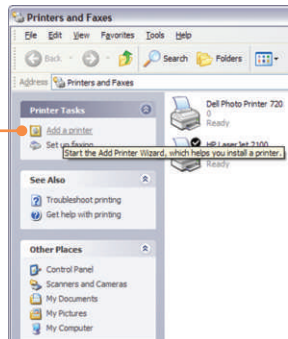 Printers and Faxes
File Edit View Favorites Tools Help
Back Search Folders
Address Printers and Faxes
Printer Tasks
Add a printer
Set up faxing
Start the Add Printer Wizard, which helps you install a printer.
See Also
Troubleshoot printing
Get help with printing
Other Places
Control Panel
Scanners and Cameras
My Documents
My Pictures
My Computer
Dell Photo Printer 720
0
Ready
HP LaserJet 2100
Ready